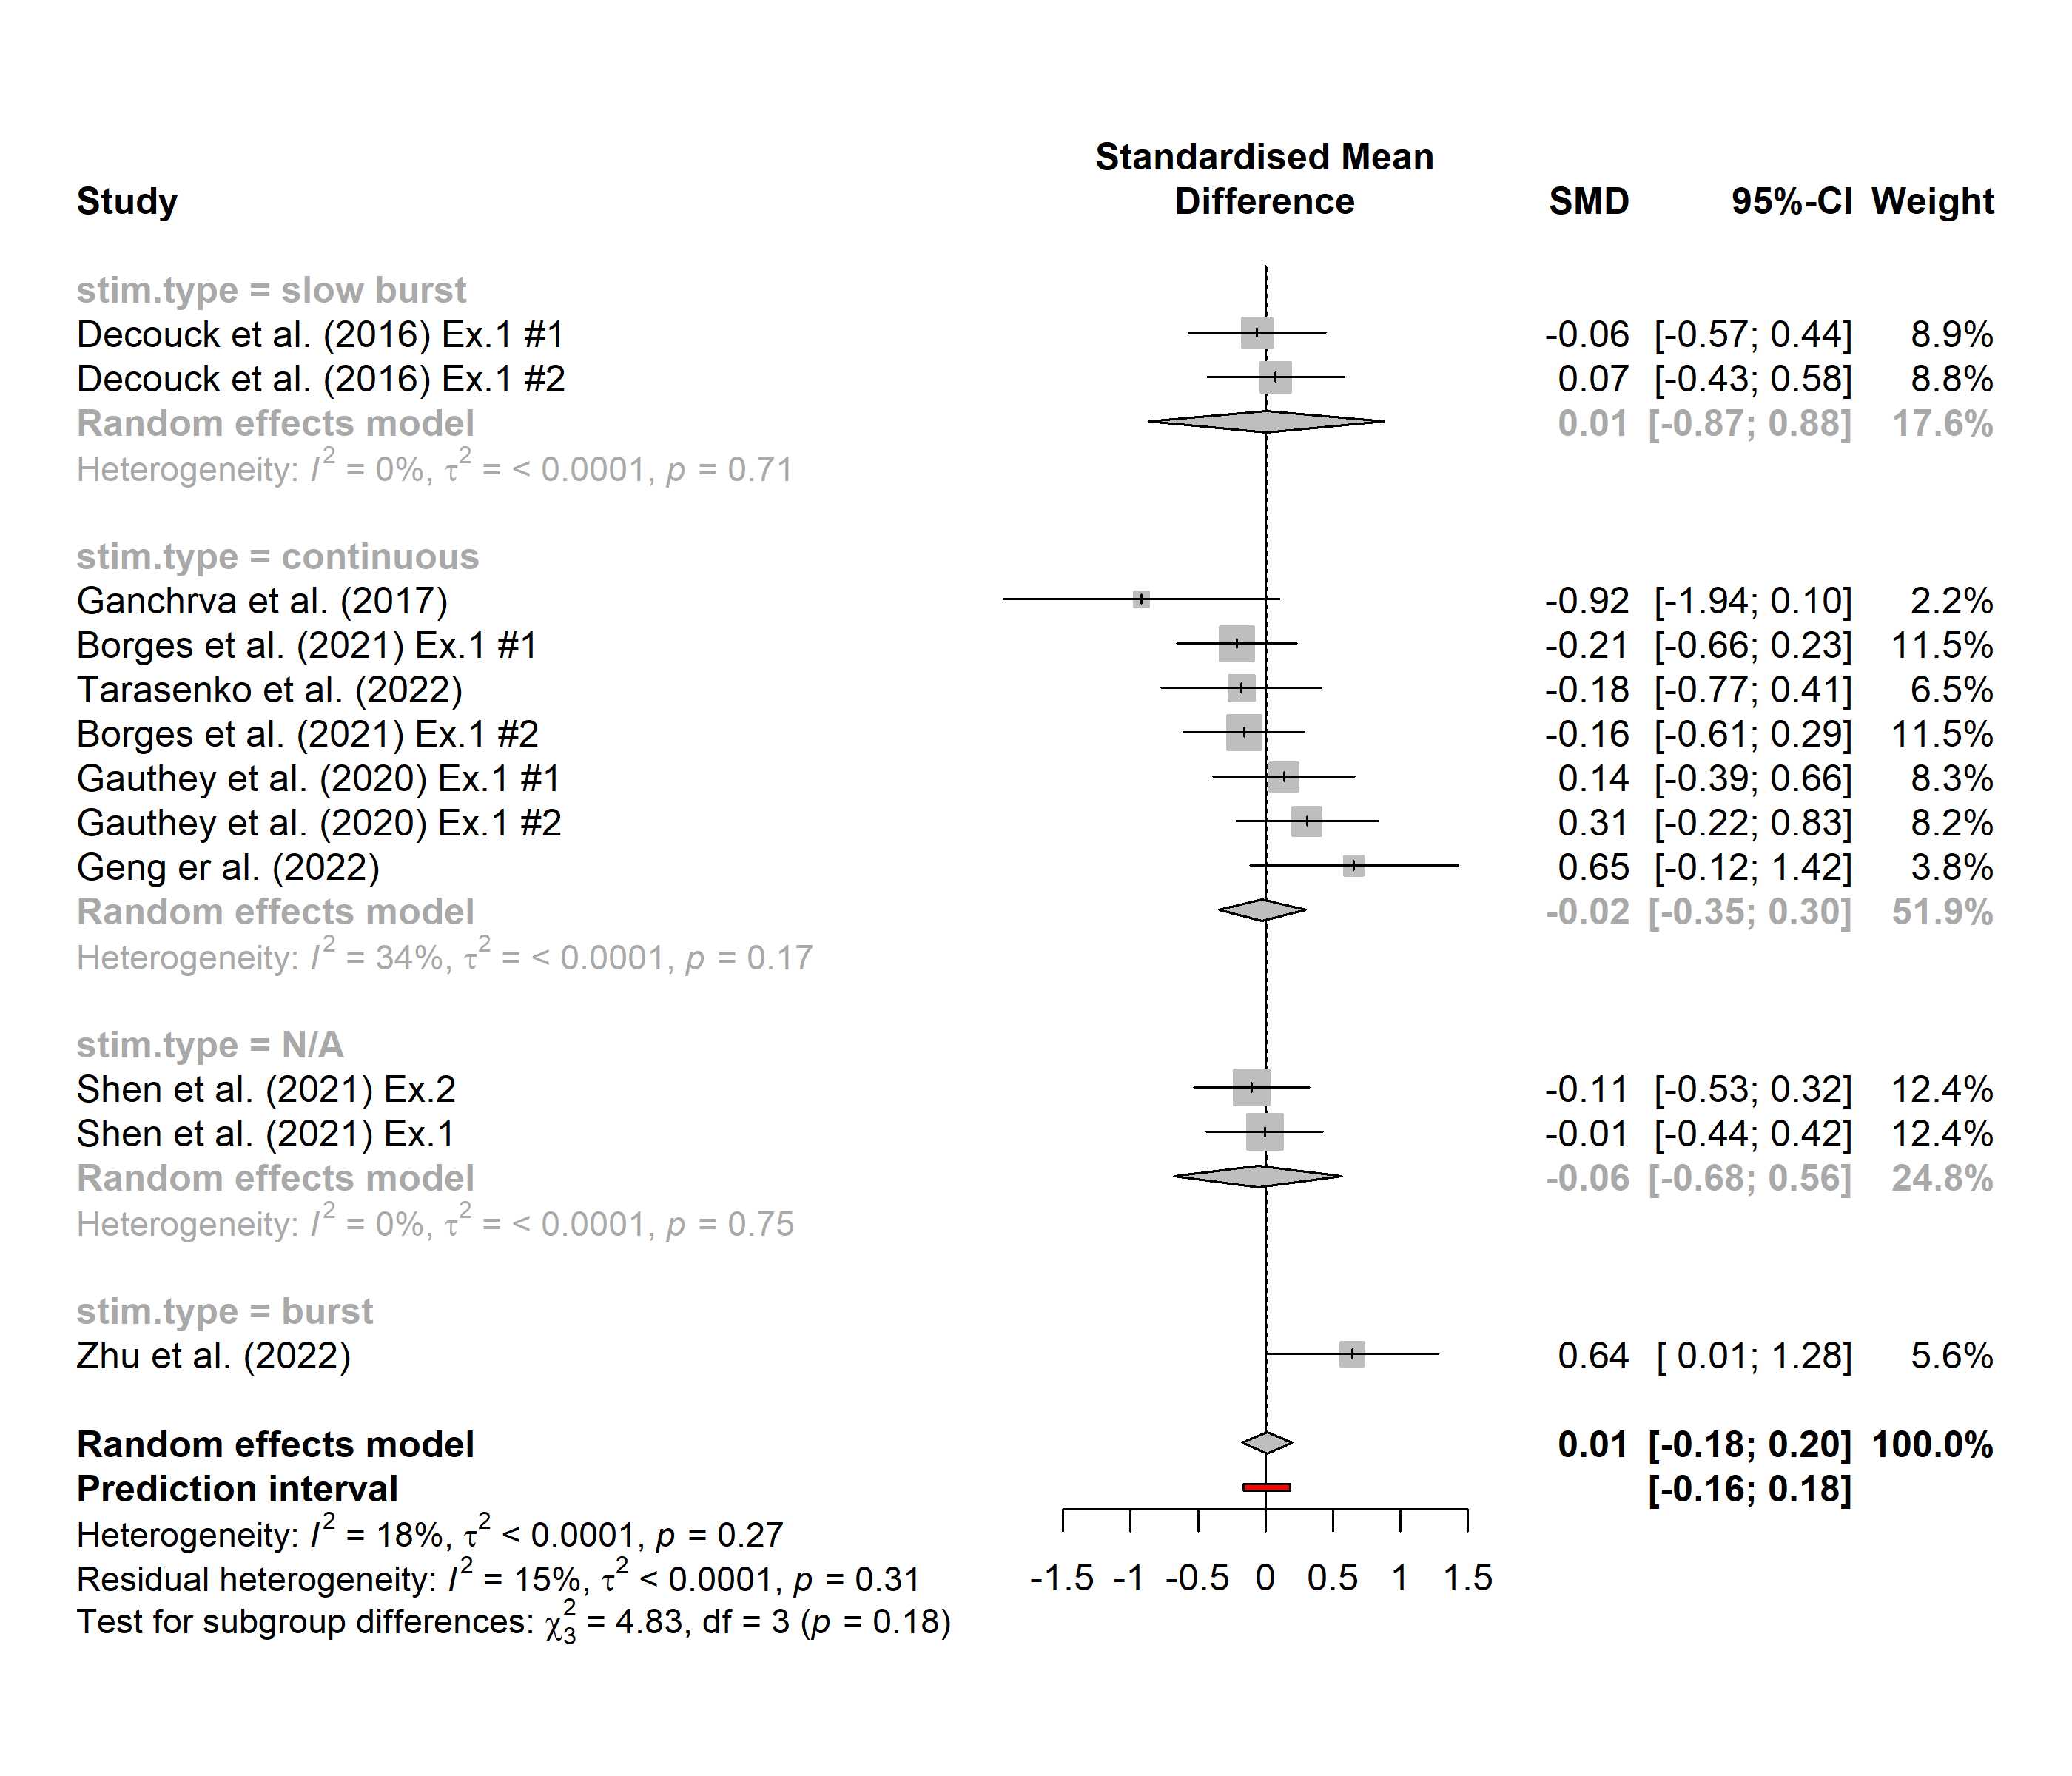 Standardised Mean
Study Difference SMD 95%-CI Weight
stim.type = slow burst
Decouck et al. (2016) Ex.1 #1 -0.06 [-0.57; 0.44] 8.9%
Decouck et al. (2016) Ex.1 #2 0.07 [-0.43; 0.58] 8.8%
Random effects model 0.01 [-0.87; 0.88] 17.6%
Heterogeneity: I² = 0%, τ² = < 0.0001, p = 0.71
stim.type = continuous
Ganchrva et al. (2017) -0.92 [-1.94; 0.10] 2.2%
Borges et al. (2021) Ex.1 #1 -0.21 [-0.66; 0.23] 11.5%
Tarasenko et al. (2022) -0.18 [-0.77; 0.41] 6.5%
Borges et al. (2021) Ex.1 #2 -0.16 [-0.61; 0.29] 11.5%
Gauthey et al. (2020) Ex.1 #1 0.14 [-0.39; 0.66] 8.3%
Gauthey et al. (2020) Ex.1 #2 0.31 [-0.22; 0.83] 8.2%
Geng er al. (2022) 0.65 [-0.12; 1.42] 3.8%
Random effects model -0.02 [-0.35; 0.30] 51.9%
Heterogeneity: I² = 34%, τ² = < 0.0001, p = 0.17
stim.type = N/A
Shen et al. (2021) Ex.2 -0.11 [-0.53; 0.32] 12.4%
Shen et al. (2021) Ex.1 -0.01 [-0.44; 0.42] 12.4%
Random effects model -0.06 [-0.68; 0.56] 24.8%
Heterogeneity: I² = 0%, τ² = < 0.0001, p = 0.75
stim.type = burst
Zhu et al. (2022) 0.64 [ 0.01; 1.28] 5.6%
Random effects model 0.01 [-0.18; 0.20] 100.0%
Prediction interval [-0.16; 0.18]
Heterogeneity: I² = 18%, τ² < 0.0001, p = 0.27
Residual heterogeneity: I² = 15%, τ² < 0.0001, p = 0.31 -1.5 -1 -0.5 0 0.5 1 1.5
Test for subgroup differences: χ²₃ = 4.83, df = 3 (p = 0.18)